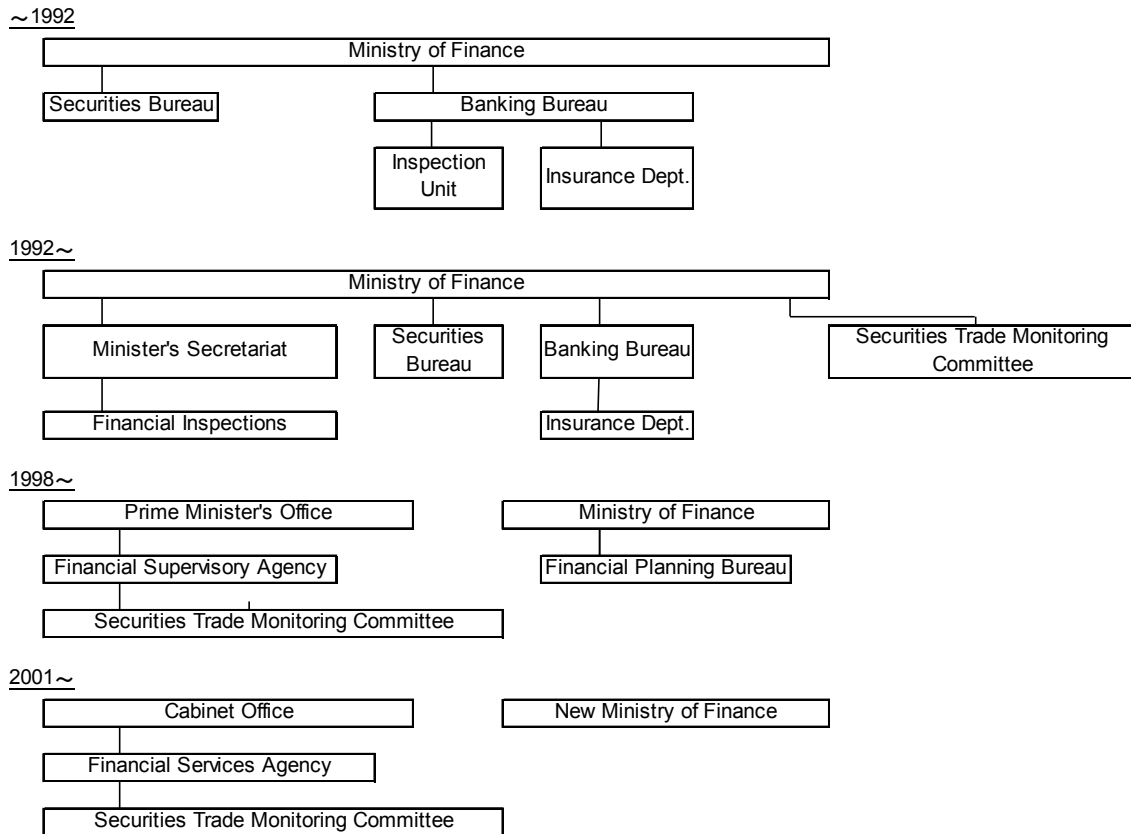 ~1992
Ministry of Finance
Securities Bureau
Banking Bureau
Inspection
Unit
Insurance Dept.
1992~
Ministry of Finance
Minister's Secretariat
Securities
Bureau
Banking Bureau
Securities Trade Monitoring
Committee
Financial Inspections
Insurance Dept.
1998~
Prime Minister's Office
Ministry of Finance
Financial Supervisory Agency
Financial Planning Bureau
Securities Trade Monitoring Committee
2001~
Cabinet Office
New Ministry of Finance
Financial Services Agency
Securities Trade Monitoring Committee